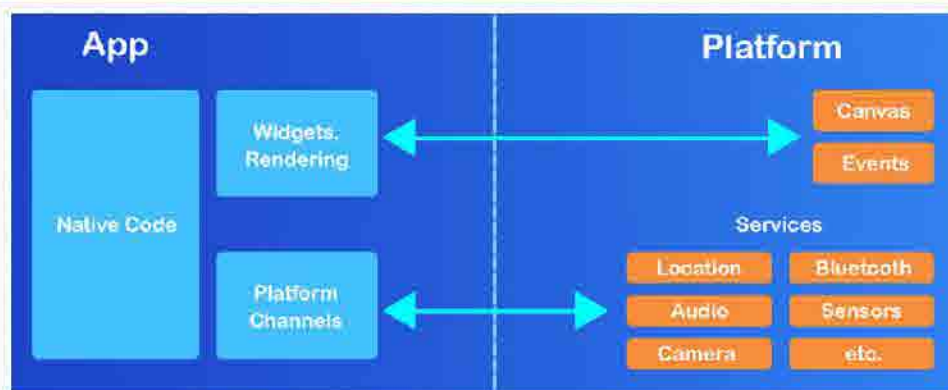 App
Platform
Native Code
Widgets.
Rendering
Canvas
Events
Platform
Channels
Services
Location
Bluetooth
Audio
Sensors
Camera
etc.